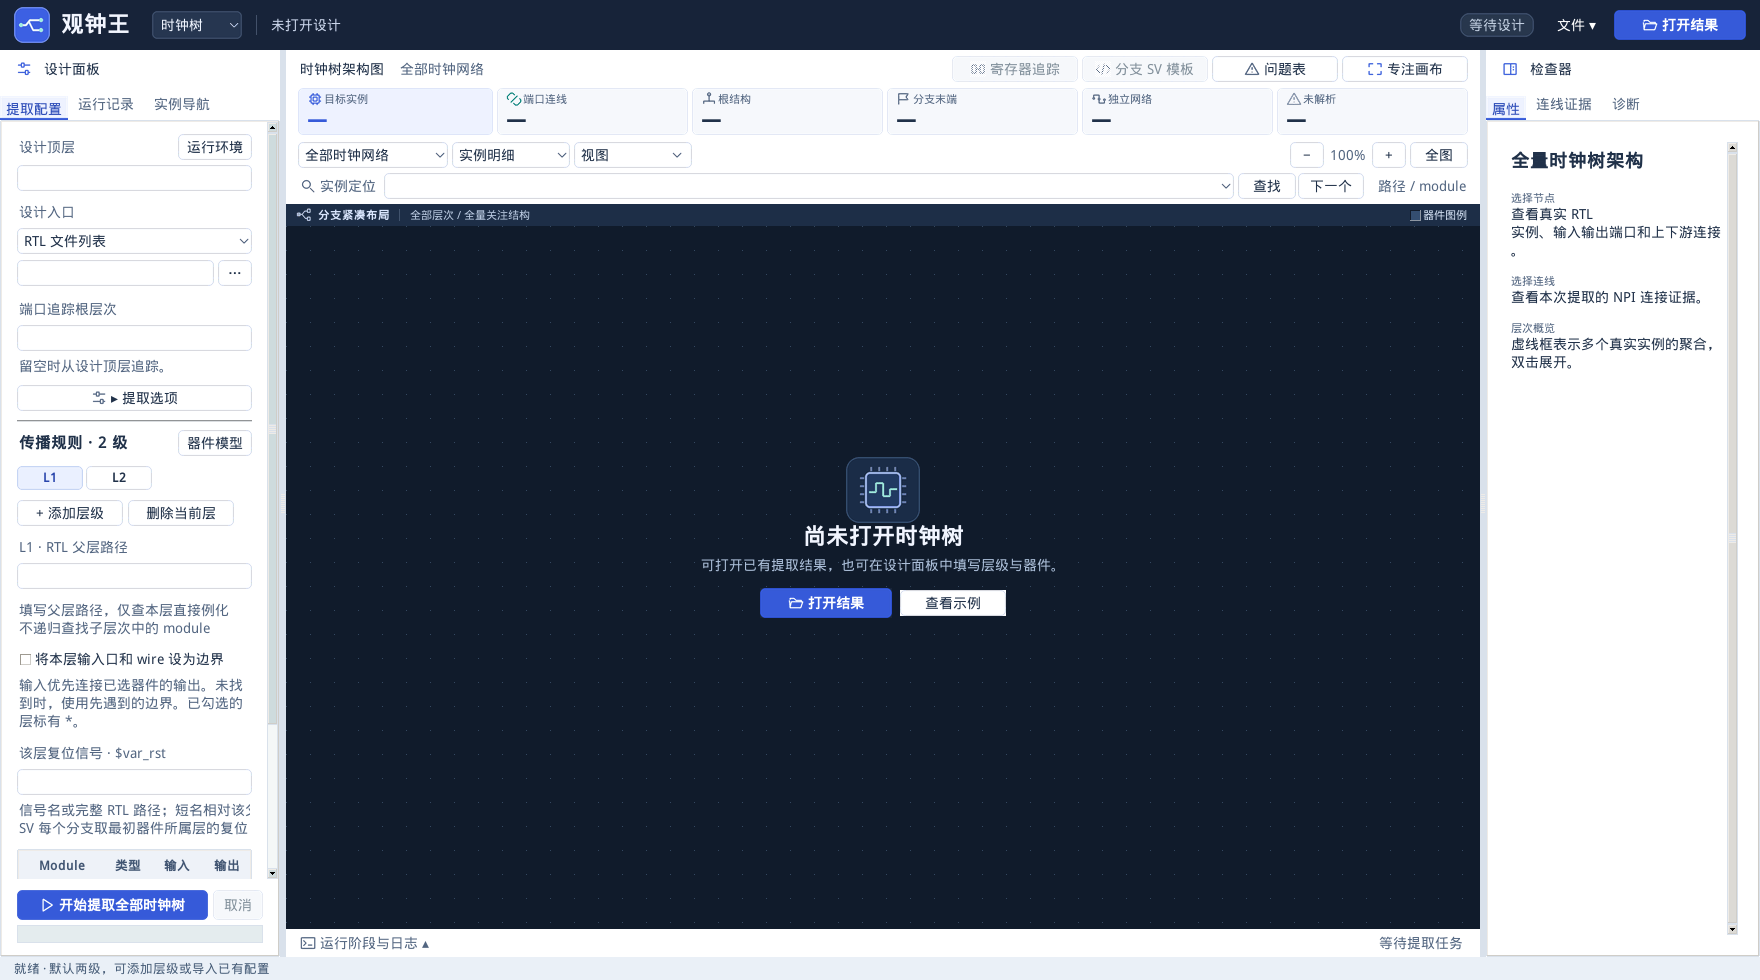 观钟王
时钟树
未打开设计
等待设计
文件 ▾
打开结果
设计面板
提取配置
运行记录
实例导航
设计顶层
运行环境
设计入口
RTL 文件列表
...
端口追踪根层次
留空时从设计顶层追踪。
▸ 提取选项
传播规则 · 2 级
器件模型
L1
L2
+ 添加层级
删除当前层
L1 · RTL 父层路径
填写父层路径，仅查本层直接例化
不递归查找子层次中的 module
将本层输入口和 wire 设为边界
输入优先连接已选器件的输出。未找
到时，使用先遇到的边界。已勾选的
层标有 *。
该层复位信号 · $var_rst
信号名或完整 RTL 路径；短名相对该
SV 每个分支取最初器件所属层的复位
Module 类型 输入 输出
开始提取全部时钟树
取消
时钟树架构图
全部时钟网络
寄存器追踪
分支 SV 模板
问题表
专注画布
目标实例
—
端口连线
—
根结构
—
分支末端
—
独立网络
—
未解析
—
全部时钟网络
实例明细
视图
−
100%
+
全图
实例定位
查找
下一个
路径 / module
分支紧凑布局
全部层次 / 全量关注结构
器件图例
尚未打开时钟树
可打开已有提取结果，也可在设计面板中填写层级与器件。
打开结果
查看示例
运行阶段与日志 ▴
等待提取任务
检查器
属性
连线证据
诊断
全量时钟树架构
选择节点
查看真实 RTL
实例、输入输出端口和上下游连接
。
选择连线
查看本次提取的 NPI 连接证据。
层次概览
虚线框表示多个真实实例的聚合，
双击展开。
就绪 · 默认两级，可添加层级或导入已有配置